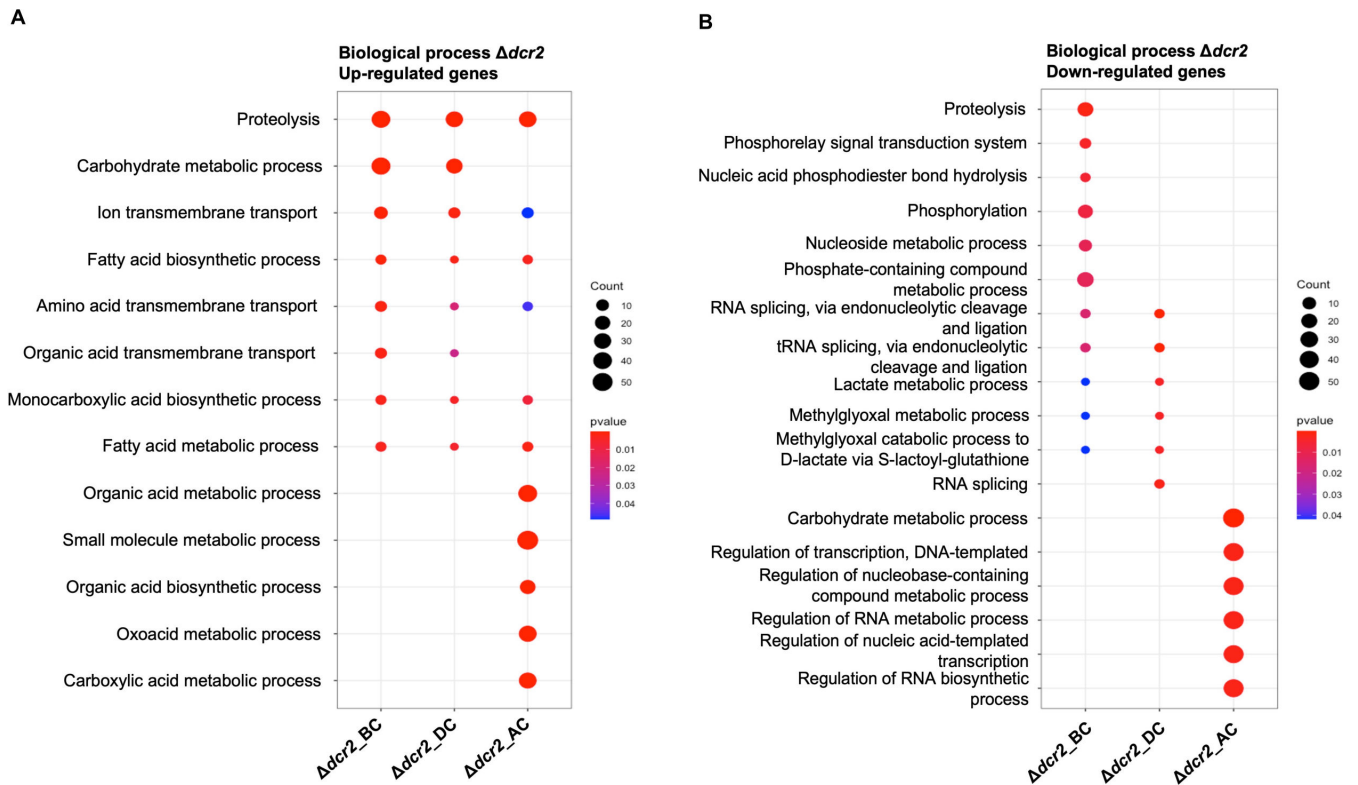 A
Biological process Δdcr2
Up-regulated genes
Proteolysis
Carbohydrate metabolic process
Ion transmembrane transport
Fatty acid biosynthetic process
Amino acid transmembrane transport
Organic acid transmembrane transport
Monocarboxylic acid biosynthetic process
Fatty acid metabolic process
Organic acid metabolic process
Small molecule metabolic process
Organic acid biosynthetic process
Oxoacid metabolic process
Carboxylic acid metabolic process
Δdcr2_BC
Δdcr2_DC
Δdcr2_AC
Count
10
20
30
40
50
pvalue
0.01
0.02
0.03
0.04
B
Biological process Δdcr2
Down-regulated genes
Proteolysis
Phosphorelay signal transduction system
Nucleic acid phosphodiester bond hydrolysis
Phosphorylation
Nucleoside metabolic process
Phosphate-containing compound
metabolic process
RNA splicing, via endonucleolytic cleavage
and ligation
tRNA splicing, via endonucleolytic
cleavage and ligation
Lactate metabolic process
Methylglyoxal metabolic process
Methylglyoxal catabolic process to
D-lactate via S-lactoyl-glutathione
RNA splicing
Carbohydrate metabolic process
Regulation of transcription, DNA-templated
Regulation of nucleobase-containing
compound metabolic process
Regulation of RNA metabolic process
Regulation of nucleic acid-templated
transcription
Regulation of RNA biosynthetic
process
Δdcr2_BC
Δdcr2_DC
Δdcr2_AC
Count
10
20
30
40
50
pvalue
0.01
0.02
0.03
0.04